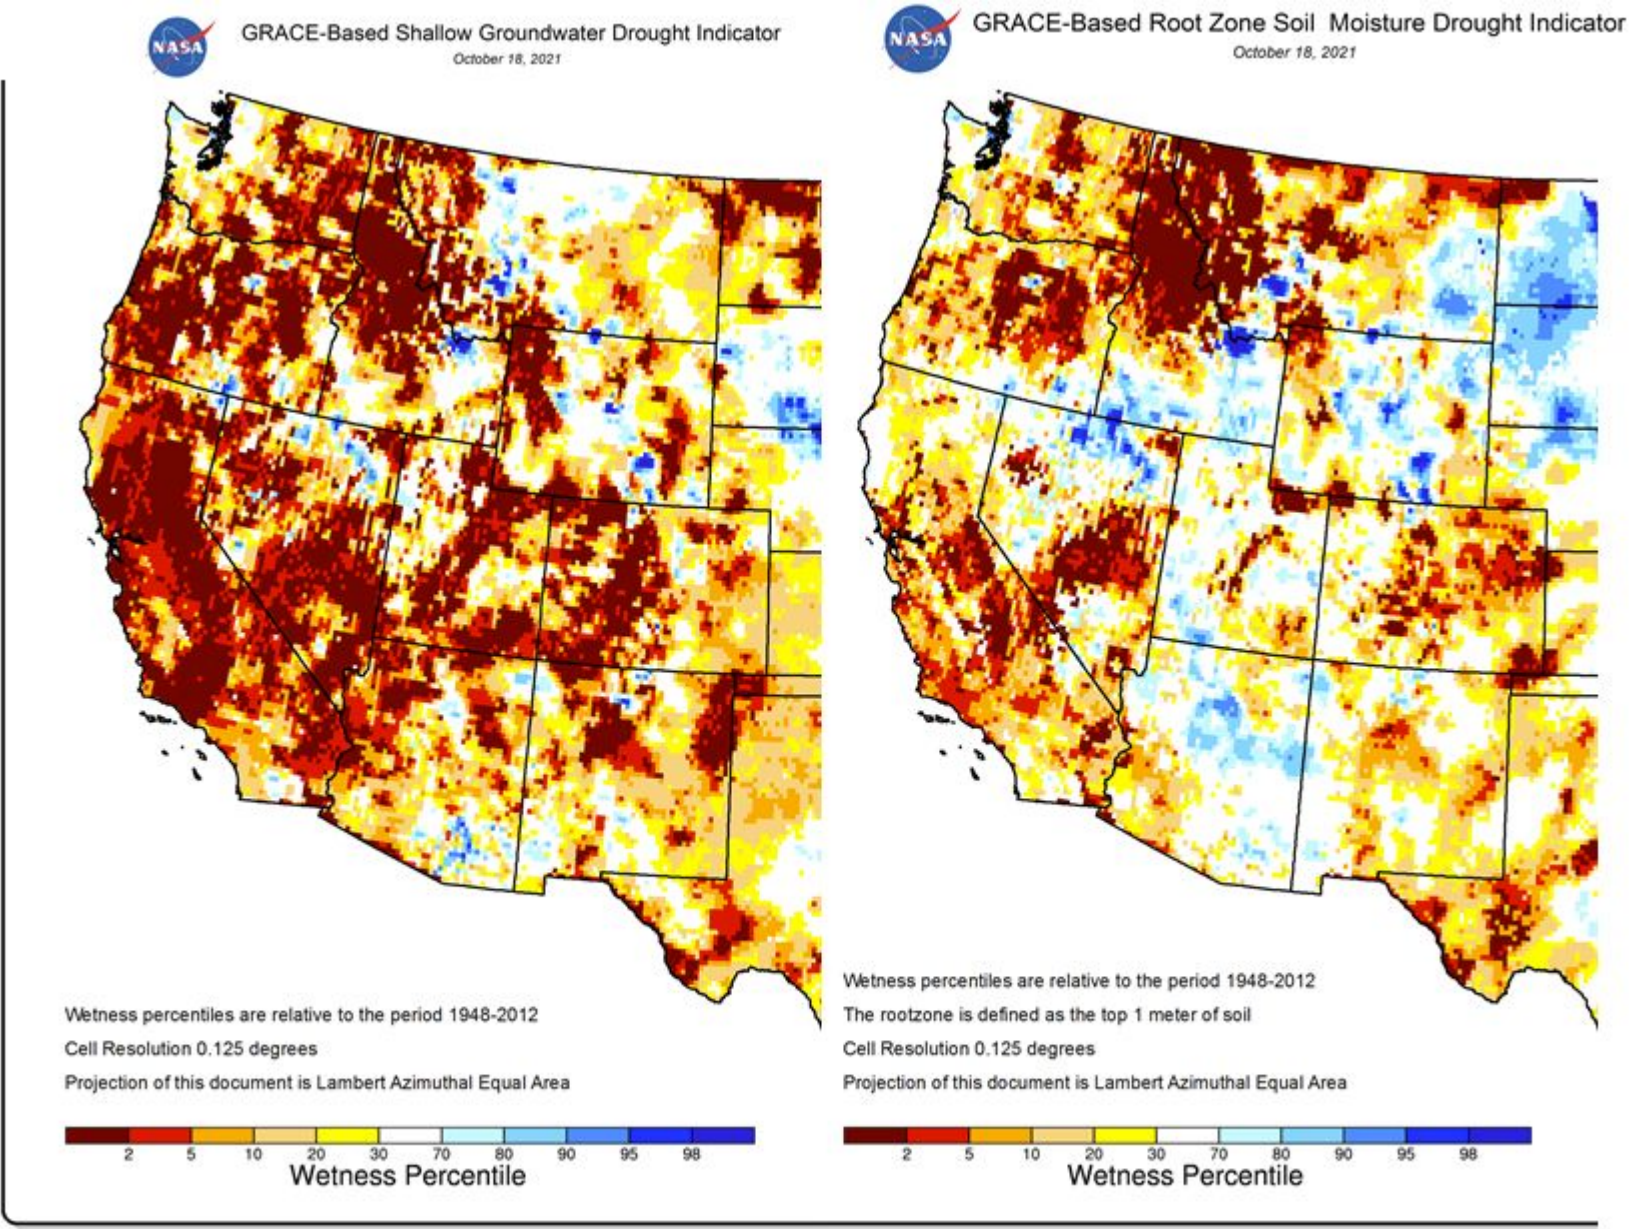 NASA
GRACE-Based Shallow Groundwater Drought Indicator
October 18, 2021
Wetness percentiles are relative to the period 1948-2012
Cell Resolution 0.125 degrees
Projection of this document is Lambert Azimuthal Equal Area
2 5 10 20 30 70 80 90 95 98
Wetness Percentile
NASA
GRACE-Based Root Zone Soil Moisture Drought Indicator
October 18, 2021
Wetness percentiles are relative to the period 1948-2012
The rootzone is defined as the top 1 meter of soil
Cell Resolution 0.125 degrees
Projection of this document is Lambert Azimuthal Equal Area
2 5 10 20 30 70 80 90 95 98
Wetness Percentile